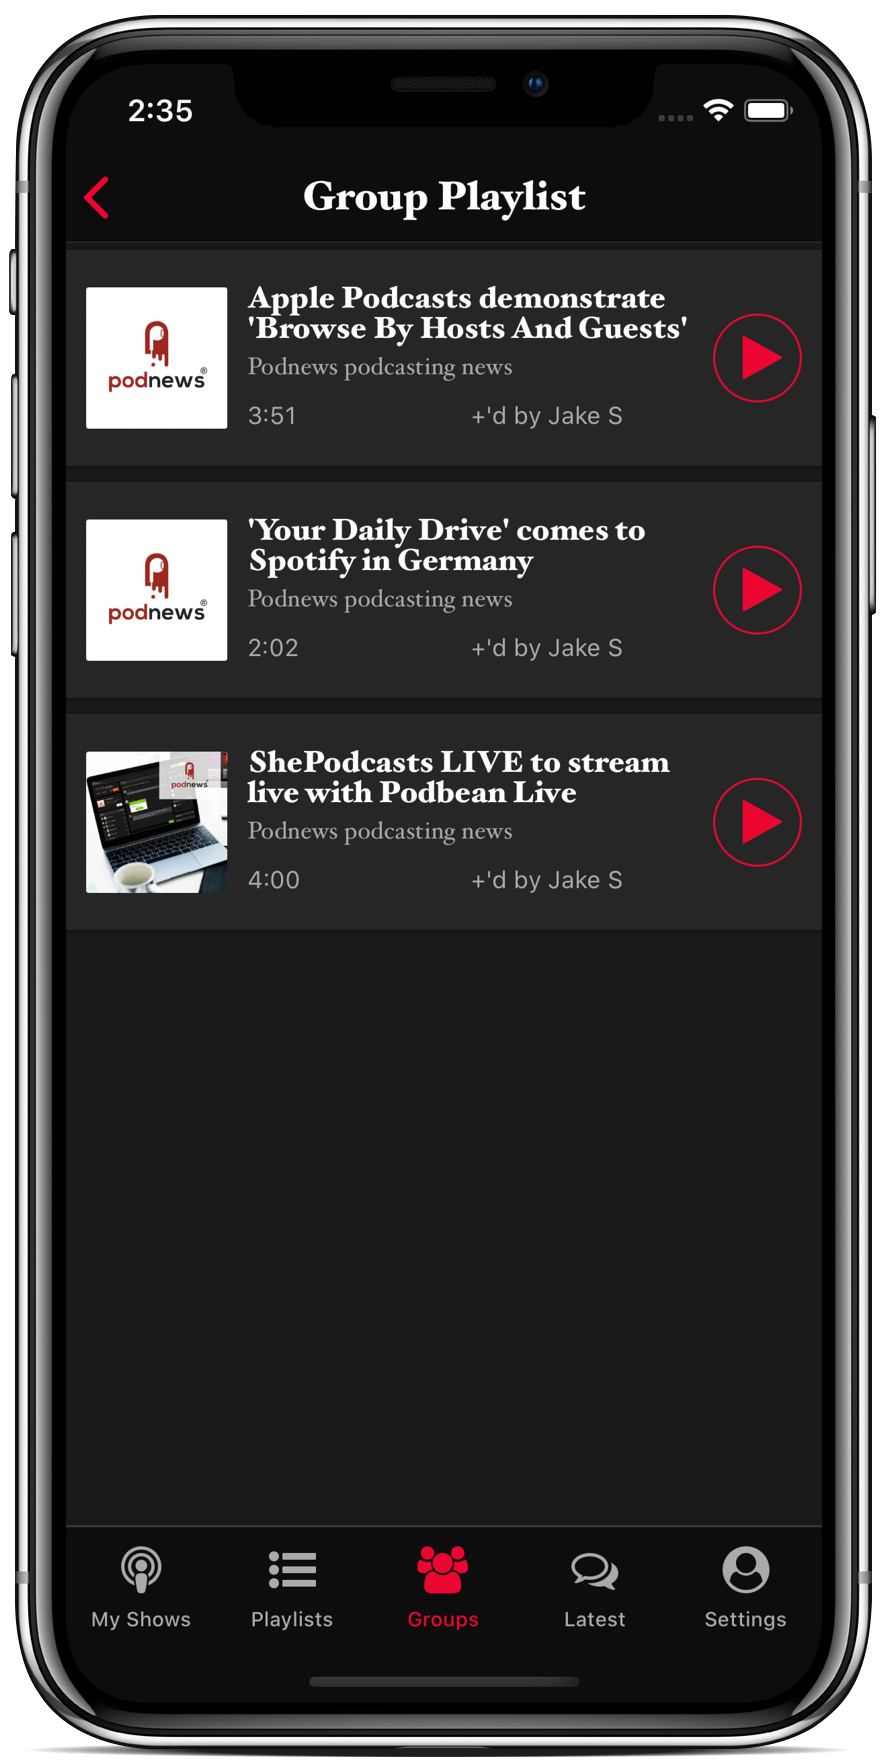 2:35
Group Playlist
Apple Podcasts demonstrate
'Browse By Hosts And Guests'
Podnews podcasting news
3:51 +'d by Jake S
podnews®
'Your Daily Drive' comes to
Spotify in Germany
Podnews podcasting news
2:02 +'d by Jake S
podnews®
ShePodcasts LIVE to stream
live with Podbean Live
Podnews podcasting news
4:00 +'d by Jake S
podnews
My Shows Playlists Groups Latest Settings